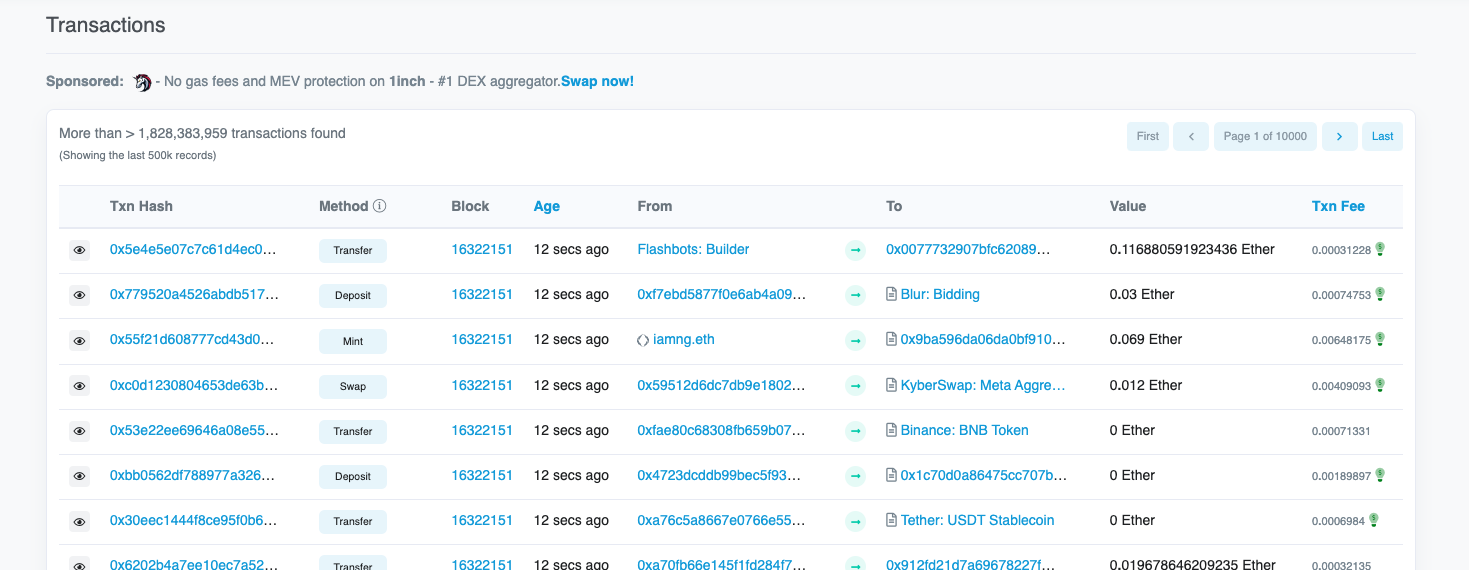 Transactions
Sponsored: - No gas fees and MEV protection on 1inch - #1 DEX aggregator.Swap now!
More than > 1,828,383,959 transactions found
(Showing the last 500k records)
First < Page 1 of 10000 > Last
Txn Hash Method Block Age From To Value Txn Fee
0x5e4e5e07c7c61d4ec0... Transfer 16322151 12 secs ago Flashbots: Builder 0x0077732907bfc62089... 0.116880591923436 Ether 0.00031228
0x779520a4526abdb517... Deposit 16322151 12 secs ago 0xf7ebd5877f0e6ab4a09... Blur: Bidding 0.03 Ether 0.00074753
0x55f21d608777cd43d0... Mint 16322151 12 secs ago iamng.eth 0x9ba596da06da0bf910... 0.069 Ether 0.00648175
0xc0d1230804653de63b... Swap 16322151 12 secs ago 0x59512d6dc7db9e1802... KyberSwap: Meta Aggre... 0.012 Ether 0.00409093
0x53e22ee69646a08e55... Transfer 16322151 12 secs ago 0xfae80c68308fb659b07... Binance: BNB Token 0 Ether 0.00071331
0xbb0562df788977a326... Deposit 16322151 12 secs ago 0x4723dcddb99bec5f93... 0x1c70d0a86475cc707b... 0 Ether 0.00189897
0x30eec1444f8ce95f0b6... Transfer 16322151 12 secs ago 0xa76c5a8667e0766e55... Tether: USDT Stablecoin 0 Ether 0.0006984
0x6202b4a7ee10ec7a52... Transfer 16322151 12 secs ago 0xa70fb66e145f1fd284f7... 0x912fd21d7a69678227f... 0.019678646209235 Ether 0.00032135